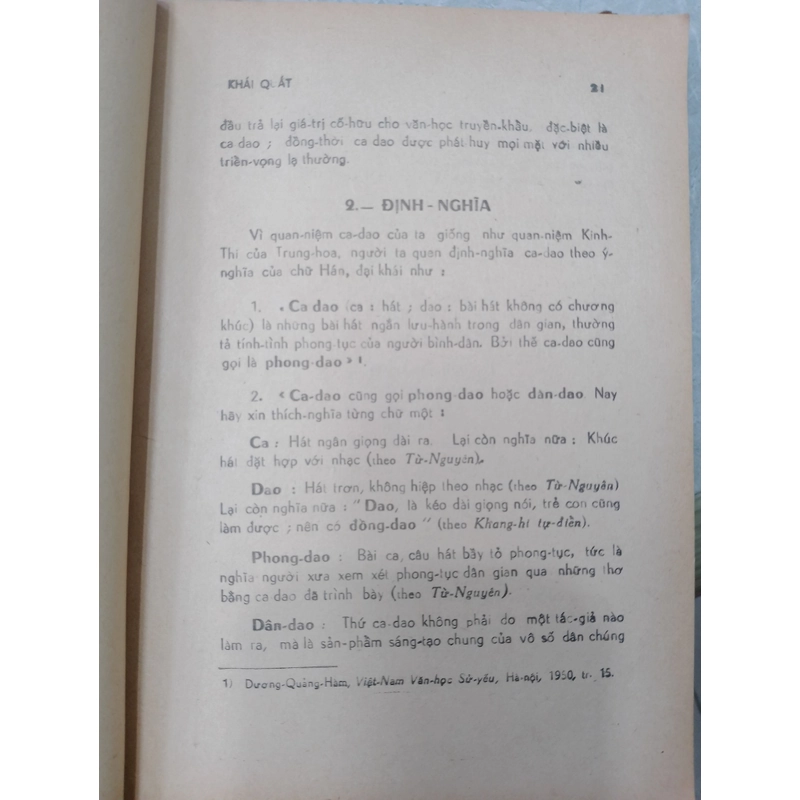 KHÁI QUÁT
21
đầu trả lại giá-trị cố-hữu cho văn-học truyền-khẩu, đặc-biệt là
ca dao ; đồng-thời ca dao được phát huy mọi mặt với nhiều
triển-vọng lạ thường.
2.— ĐỊNH - NGHĨA
Vì quan-niệm ca-dao của ta giống như quan-niệm Kinh-
Thi của Trung-hoa, người ta quan định-nghĩa ca-dao theo ý-
nghĩa của chữ Hán, đại khái như :
1. « Ca dao (ca : hát ; dao : bài hát không có chương
khúc) là những bài hát ngắn lưu-hành trong dân gian, thường
tả tính-tình phong-tục của người bình-dân. Bởi thế ca-dao cũng
gọi là phong-dao » 1.
2. « Ca-dao cũng gọi phong-dao hoặc dân-dao. Nay
hãy xin thích-nghĩa từng chữ một :
Ca : Hát ngân giọng dài ra. Lại còn nghĩa nữa : Khúc
hát đặt hợp với nhạc (theo Từ-Nguyên).
Dao : Hát trơn, không hiệp theo nhạc (theo Từ-Nguyên)
Lại còn nghĩa nữa : " Dao, là kéo dài giọng nói, trẻ con cũng
làm được ; nên có đồng-dao " (theo Khang-hi tự-điển).
Phong-dao : Bài ca, câu hát bầy tỏ phong-tục, tức là
nghĩa người xưa xem xét phong-tục dân gian qua những thơ
bằng ca dao đã trình bày (theo Từ-Nguyên).
Dân-dao : Thứ ca-dao không phải do một tác-giả nào
làm ra, mà là sản-phẩm sáng-tạo chung của vô số dân chúng
1) Dương-Quảng-Hàm, Việt-Nam Văn-học Sử-yếu, Hà-nội, 1950, tr. 15.